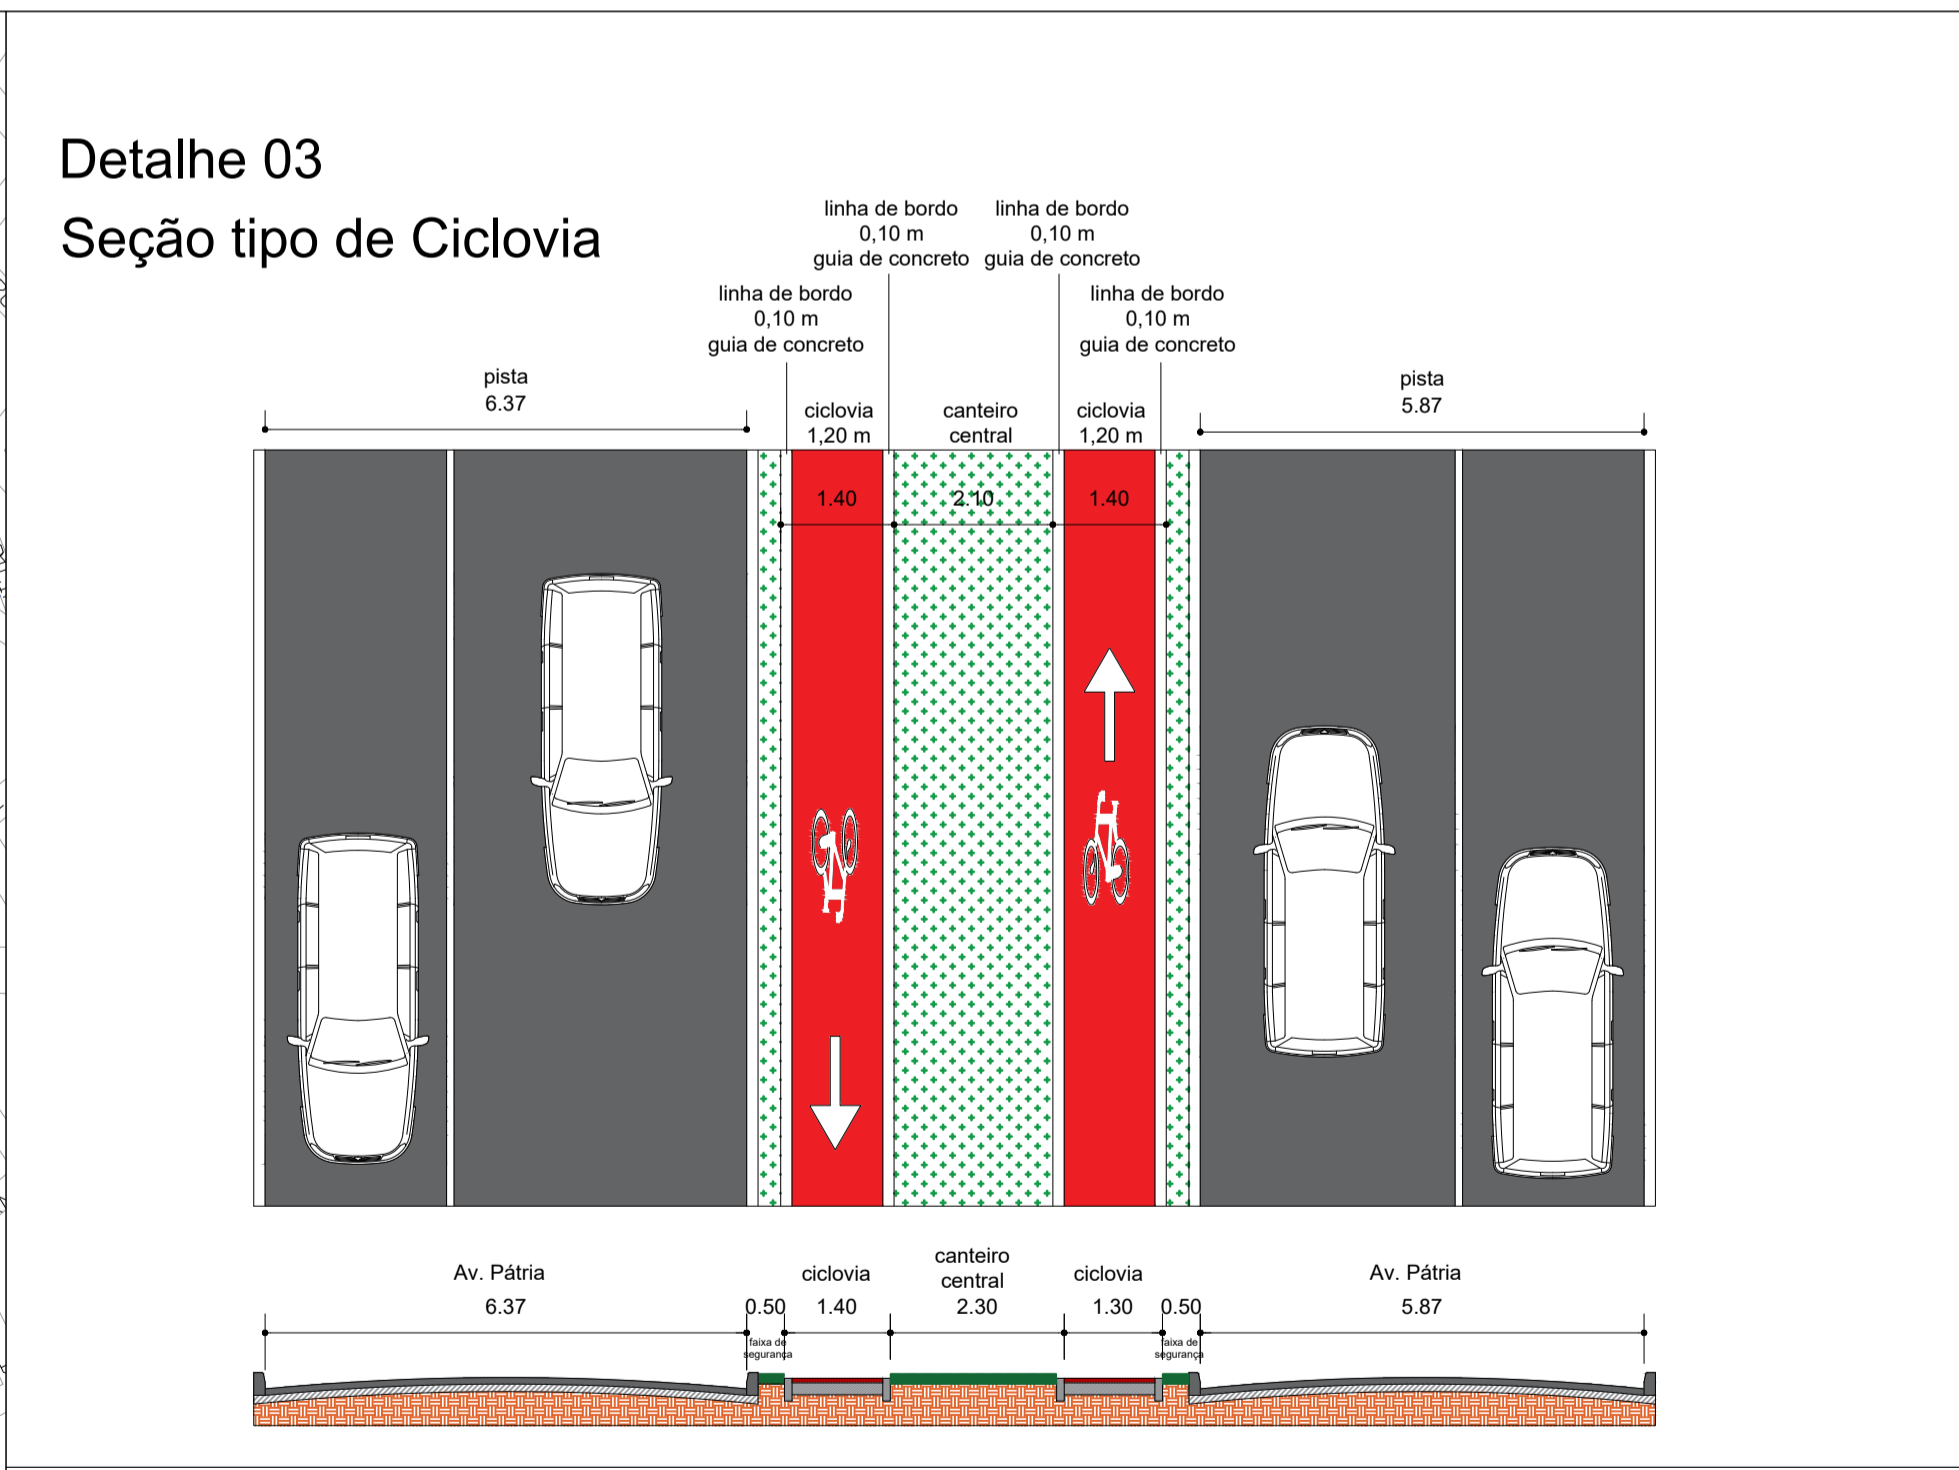 Detalhe 03
Seção tipo de Ciclovia
linha de bordo
0,10 m
guia de concreto
linha de bordo
0,10 m
guia de concreto
linha de bordo
0,10 m
guia de concreto
linha de bordo
0,10 m
guia de concreto
pista
6.37
ciclovia
1,20 m
canteiro
central
ciclovia
1,20 m
pista
5.87
1.40
2.10
1.40
Av. Pátria
6.37
0.50
faixa de
segurança
ciclovia
1.40
canteiro
central
2.30
ciclovia
1.30
0.50
faixa de
segurança
Av. Pátria
5.87